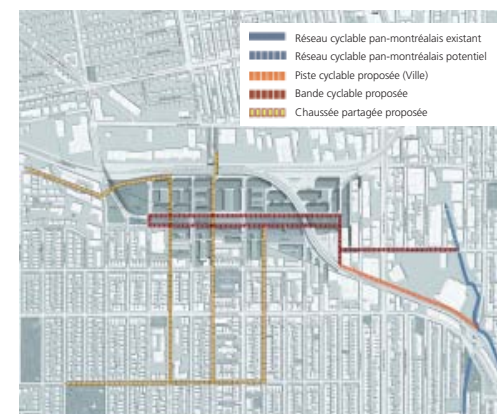 Réseau cyclable pan-montréalais existant
Réseau cyclable pan-montréalais potentiel
Piste cyclable proposée (Ville)
Bande cyclable proposée
Chaussée partagée proposée